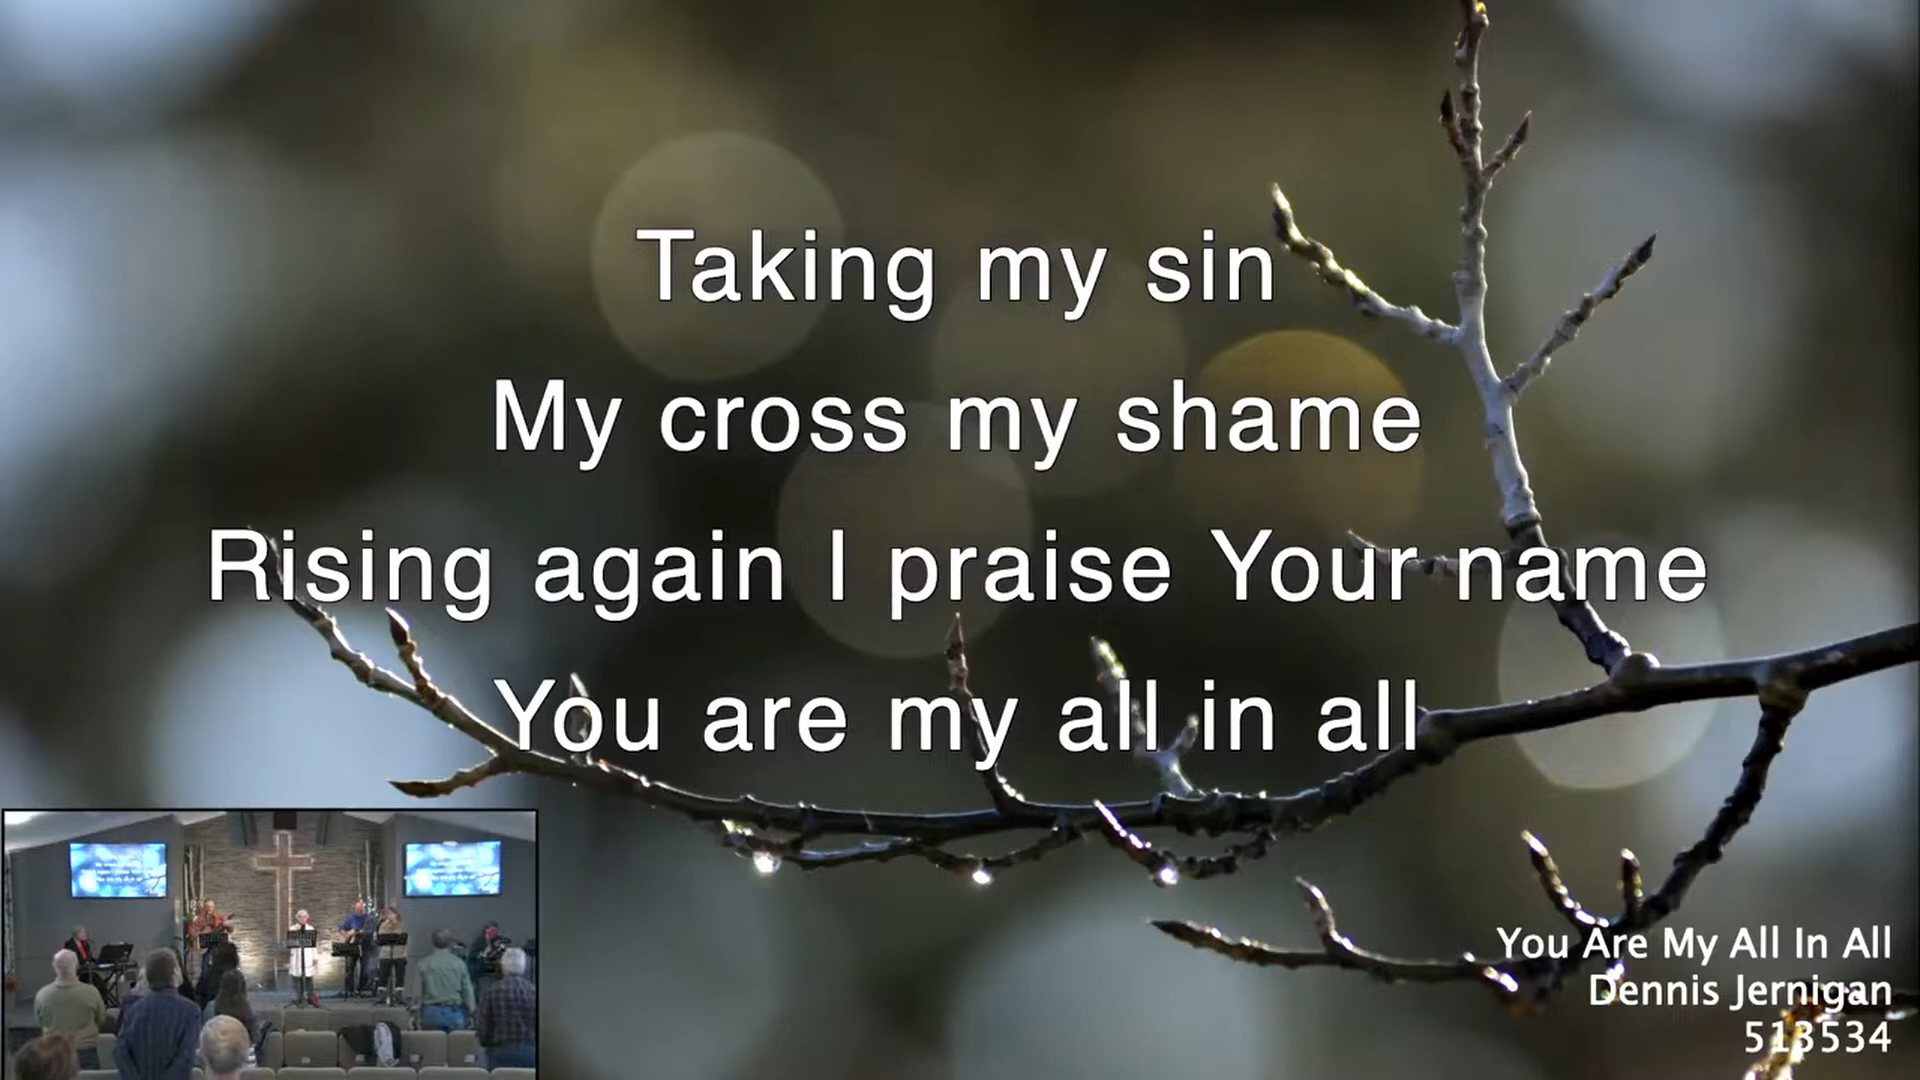 Taking my sin
My cross my shame
Rising again I praise Your name
You are my all in all
You Are My All In All
Dennis Jernigan
513534